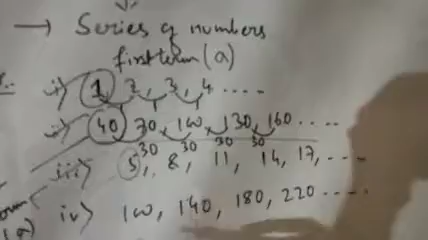 → Series of numbers
first term (a)
i) 1, 2, 3, 4 ....
ii) 40, 70, 100, 130, 160 ....
30 30 30 30
iii) 5, 8, 11, 14, 17, ....
iv) 100, 140, 180, 220 ....
(a)